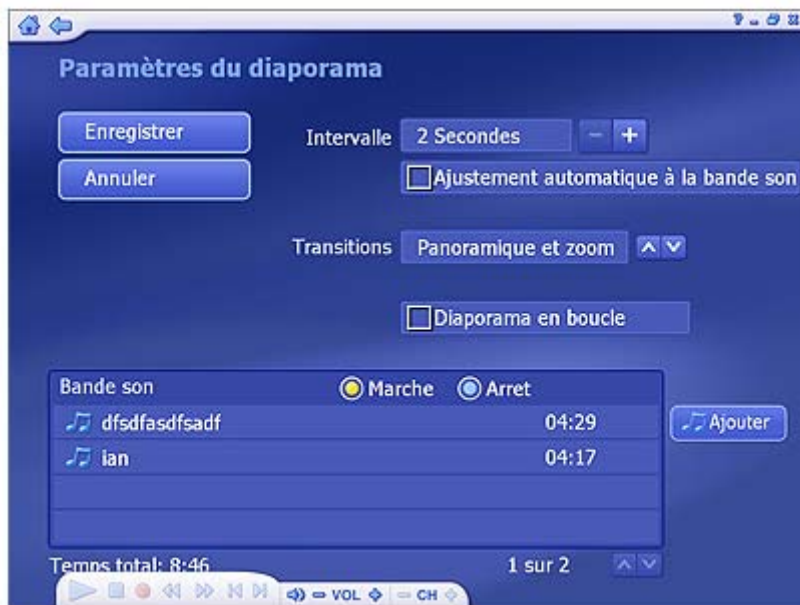 Paramètres du diaporama
Enregistrer
Intervalle 2 Secondes − +
Annuler
Ajustement automatique à la bande son
Transitions Panoramique et zoom
Diaporama en boucle
Bande son Marche Arret
dfsdfasdfsadf 04:29
Ajouter
ian 04:17
Temps total: 8:46 1 sur 2
VOL CH